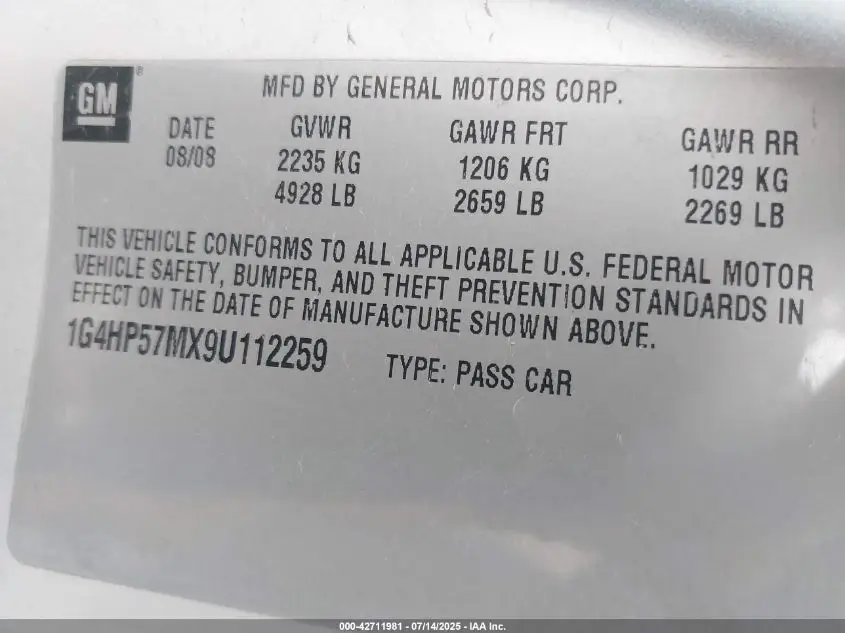 GM®
MFD BY GENERAL MOTORS CORP.
DATE GVWR GAWR FRT GAWR RR
08/08 2235 KG 1206 KG 1029 KG
4928 LB 2659 LB 2269 LB
THIS VEHICLE CONFORMS TO ALL APPLICABLE U.S. FEDERAL MOTOR
VEHICLE SAFETY, BUMPER, AND THEFT PREVENTION STANDARDS IN
EFFECT ON THE DATE OF MANUFACTURE SHOWN ABOVE.
1G4HP57MX9U112259 TYPE: PASS CAR
000-42711981 - 07/14/2025 - IAA Inc.